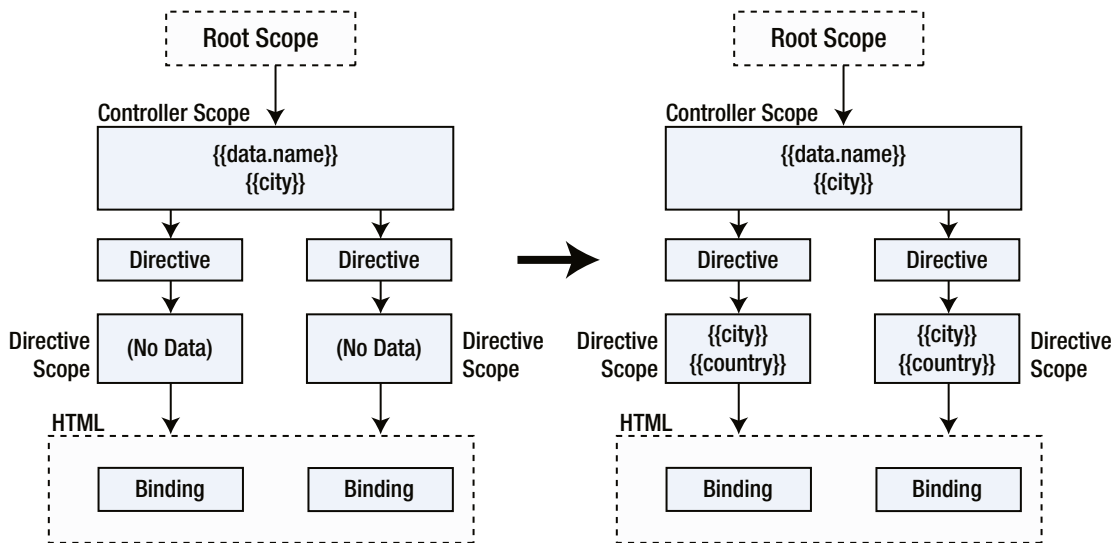 Root Scope
Controller Scope
{{data.name}}
{{city}}
Directive
Directive
Directive
Scope
(No Data)
(No Data)
Directive
Scope
HTML
Binding
Binding
Root Scope
Controller Scope
{{data.name}}
{{city}}
Directive
Directive
Directive
Scope
{{city}}
{{country}}
{{city}}
{{country}}
Directive
Scope
HTML
Binding
Binding